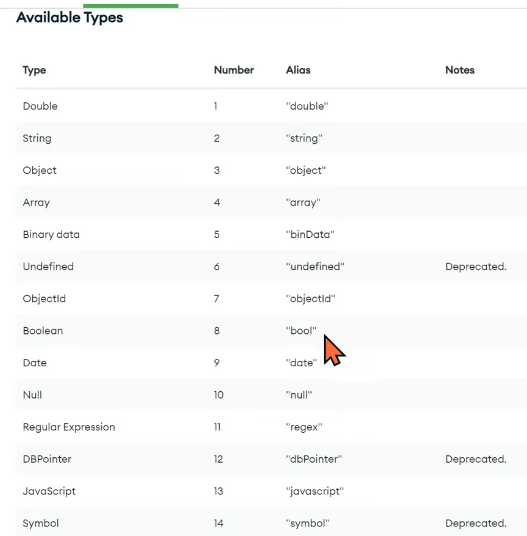 Available Types
Type Number Alias Notes
Double 1 "double"
String 2 "string"
Object 3 "object"
Array 4 "array"
Binary data 5 "binData"
Undefined 6 "undefined" Deprecated.
ObjectId 7 "objectId"
Boolean 8 "bool"
Date 9 "date"
Null 10 "null"
Regular Expression 11 "regex"
DBPointer 12 "dbPointer" Deprecated.
JavaScript 13 "javascript"
Symbol 14 "symbol" Deprecated.